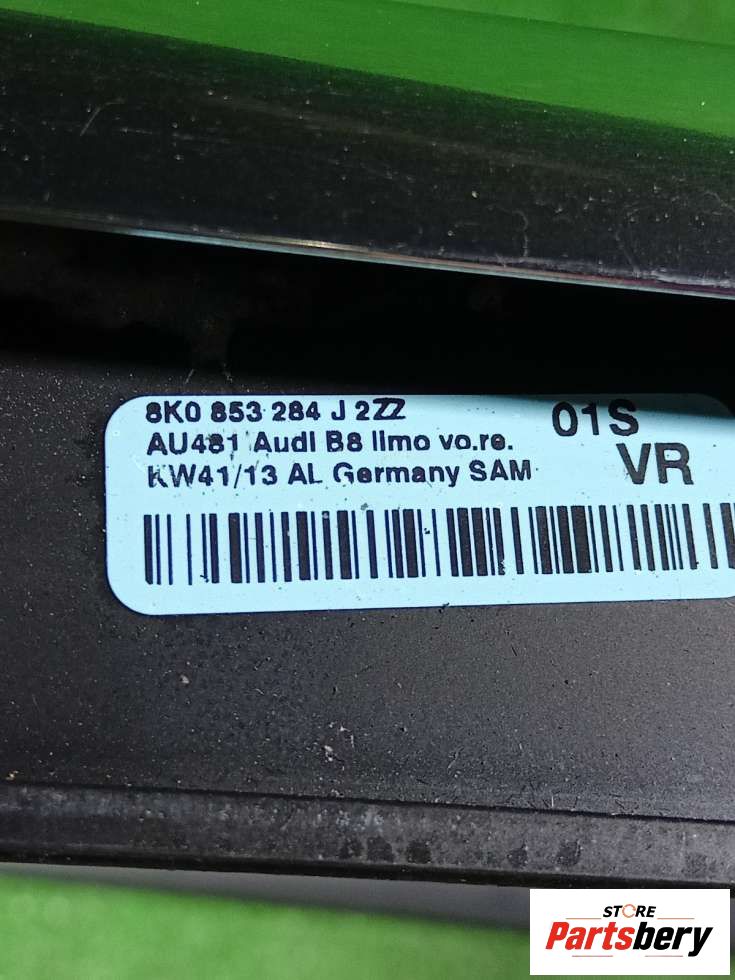 8K0 853 284 J 2ZZ
AU481 Audi B8 limo vo.re.
KW41/13 AL Germany SAM
01S
VR
STORE
Partsbery